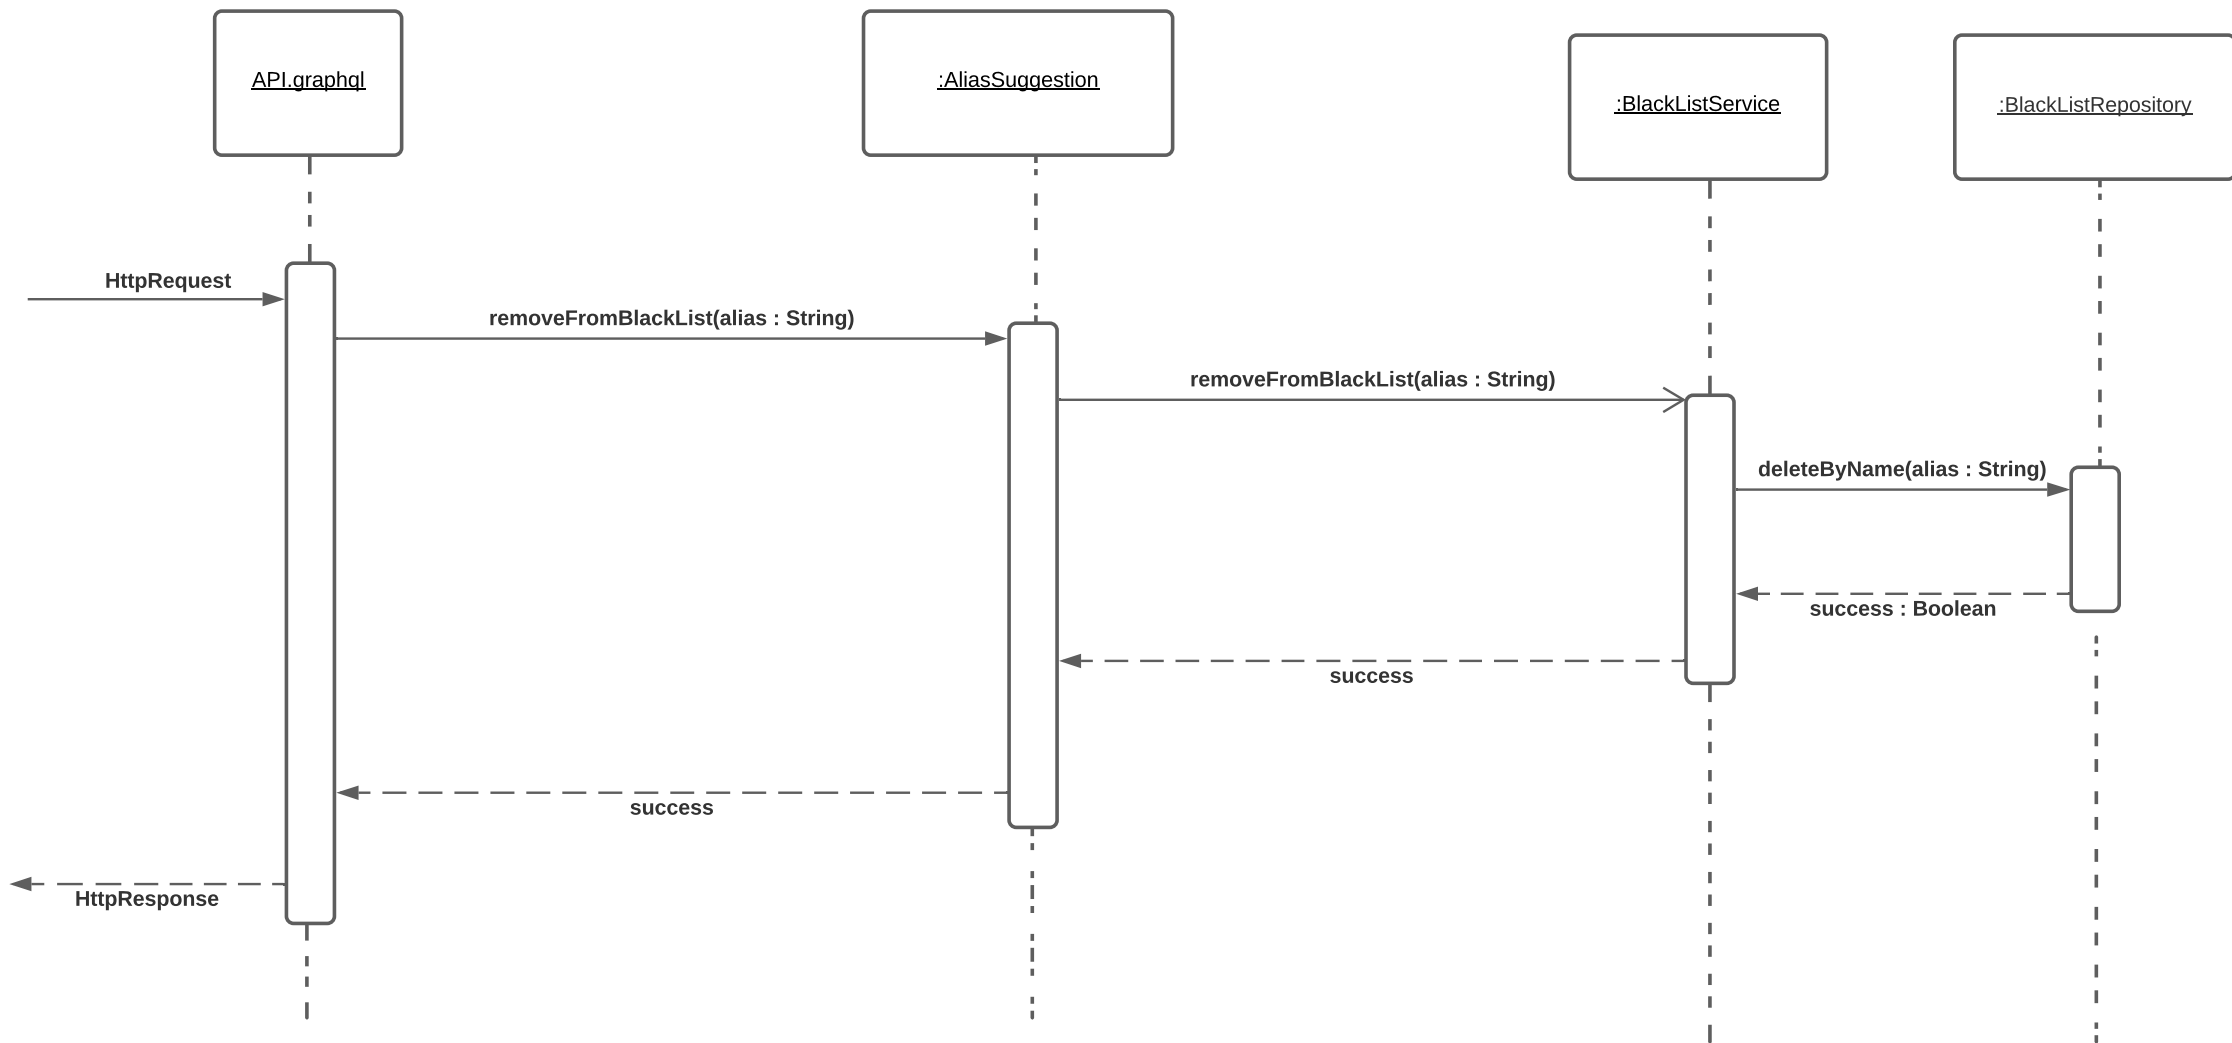 API.graphql
:AliasSuggestion
:BlackListService
:BlackListRepository
HttpRequest
removeFromBlackList(alias : String)
removeFromBlackList(alias : String)
deleteByName(alias : String)
success : Boolean
success
success
HttpResponse